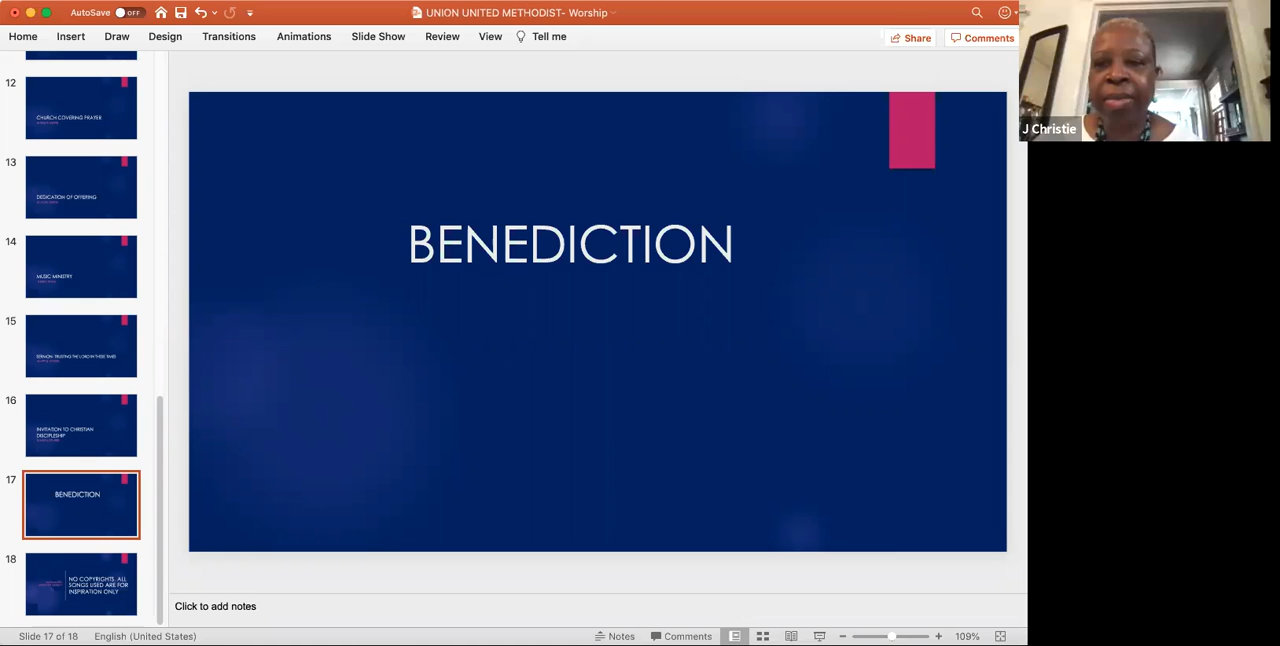 AutoSave OFF
UNION UNITED METHODIST- Worship
Home Insert Draw Design Transitions Animations Slide Show Review View Tell me
Share Comments
12
CHURCH COVERING PRAYER
13
DEDICATION OF OFFERING
14
MUSIC MINISTRY
15
SERMON: TRUSTING THE LORD IN THESE TIMES
16
INVITATION TO CHRISTIAN
DISCIPLESHIP
17
BENEDICTION
18
NO COPYRIGHTS. ALL
SONGS USED ARE FOR
INSPIRATION ONLY
BENEDICTION
Click to add notes
Slide 17 of 18 English (United States) Notes Comments 109%
J Christie